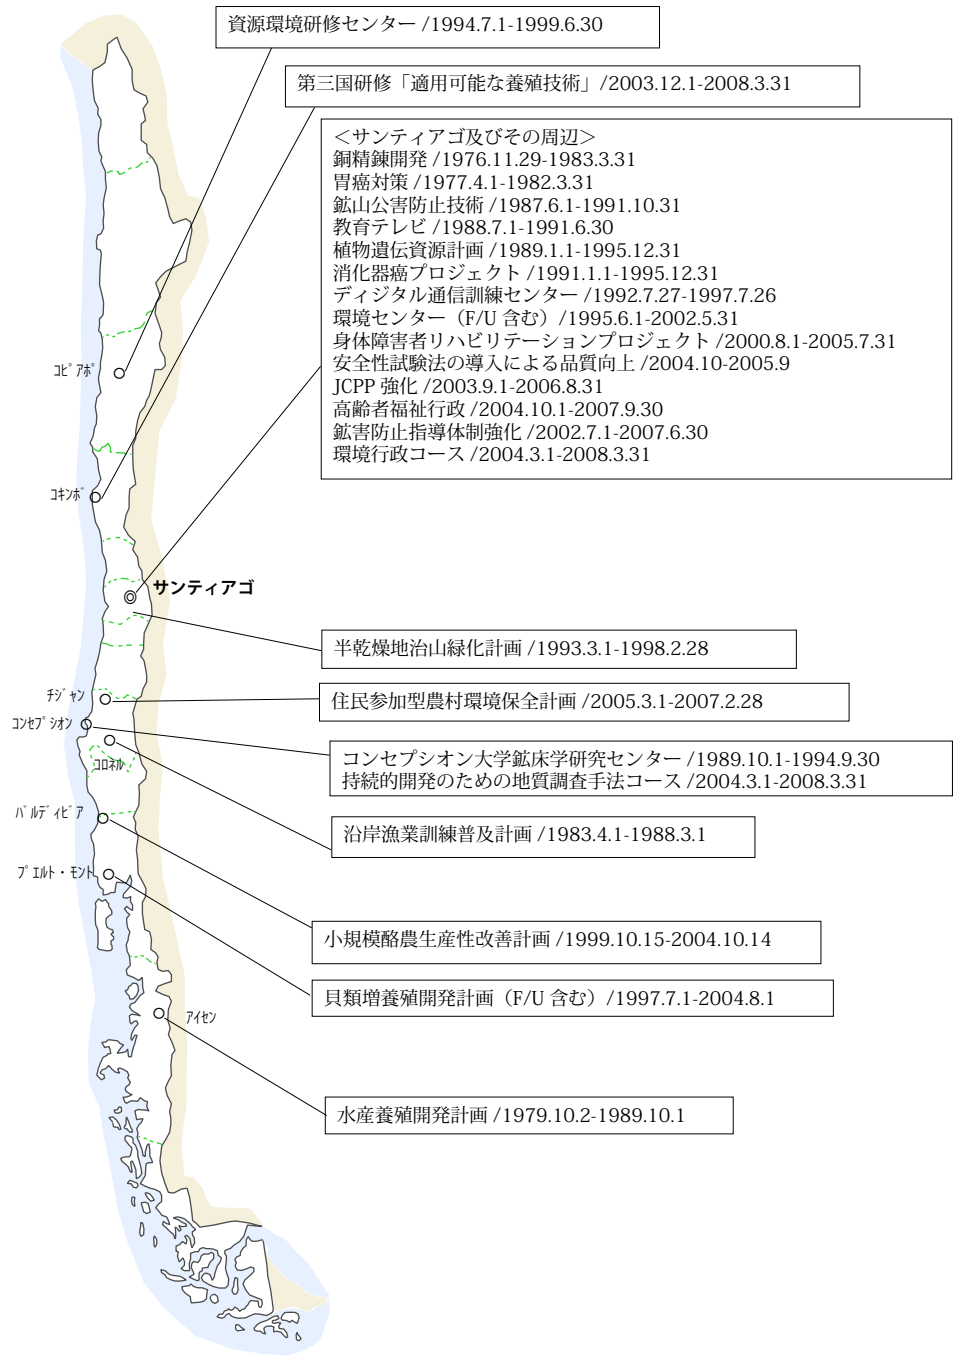 資源環境研修センター /1994.7.1-1999.6.30
第三国研修「適用可能な養殖技術」/2003.12.1-2008.3.31
＜サンティアゴ及びその周辺＞
銅精錬開発 /1976.11.29-1983.3.31
胃癌対策 /1977.4.1-1982.3.31
鉱山公害防止技術 /1987.6.1-1991.10.31
教育テレビ /1988.7.1-1991.6.30
植物遺伝資源計画 /1989.1.1-1995.12.31
消化器癌プロジェクト /1991.1.1-1995.12.31
ディジタル通信訓練センター /1992.7.27-1997.7.26
環境センター（F/U 含む）/1995.6.1-2002.5.31
身体障害者リハビリテーションプロジェクト /2000.8.1-2005.7.31
安全性試験法の導入による品質向上 /2004.10-2005.9
JCPP 強化 /2003.9.1-2006.8.31
高齢者福祉行政 /2004.10.1-2007.9.30
鉱害防止指導体制強化 /2002.7.1-2007.6.30
環境行政コース /2004.3.1-2008.3.31
ｺﾋﾟｱﾎﾟ
ｺｷﾝﾎﾞ
サンティアゴ
半乾燥地治山緑化計画 /1993.3.1-1998.2.28
ﾁｼﾞｬﾝ
住民参加型農村環境保全計画 /2005.3.1-2007.2.28
ｺﾝｾﾌﾟｼｵﾝ
コンセプシオン大学鉱床学研究センター /1989.10.1-1994.9.30
持続的開発のための地質調査手法コース /2004.3.1-2008.3.31
ｺﾛﾈﾙ
ﾊﾞﾙﾃﾞｨﾋﾞｱ
沿岸漁業訓練普及計画 /1983.4.1-1988.3.1
ﾌﾟｴﾙﾄ・ﾓﾝﾄ
小規模酪農生産性改善計画 /1999.10.15-2004.10.14
貝類増養殖開発計画（F/U 含む）/1997.7.1-2004.8.1
ｱｲｾﾝ
水産養殖開発計画 /1979.10.2-1989.10.1